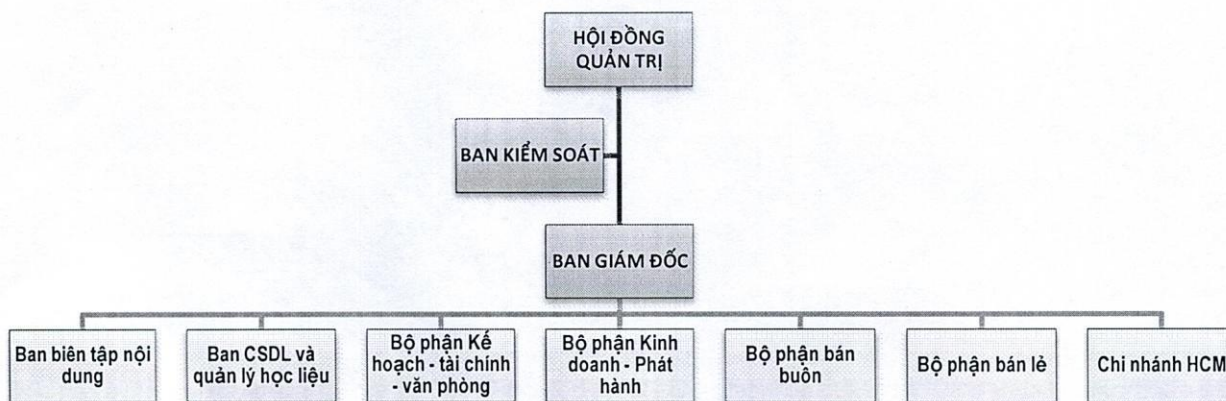 HỘI ĐỒNG
QUẢN TRỊ
BAN KIỂM SOÁT
BAN GIÁM ĐỐC
Ban biên tập nội
dung
Ban CSDL và
quản lý học liệu
Bộ phận Kế
hoạch - tài chính
- văn phòng
Bộ phận Kinh
doanh - Phát
hành
Bộ phận bán
buôn
Bộ phận bán lẻ
Chi nhánh HCM